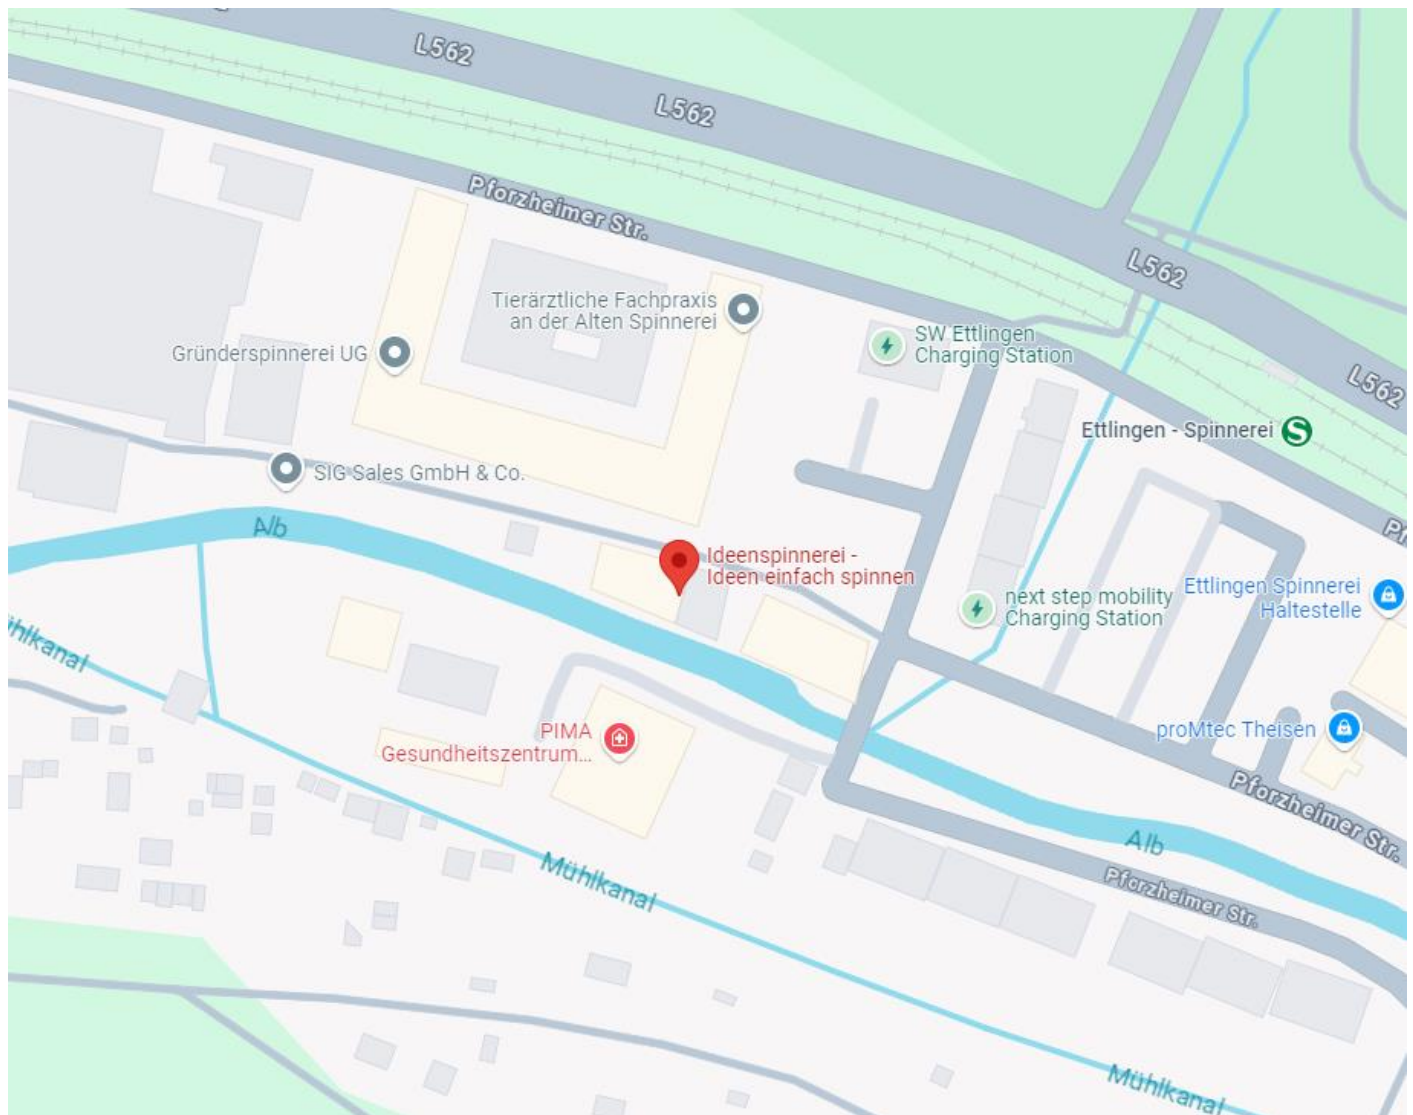 L562
L562
Pforzheimer Str.
L562
Tierärztliche Fachpraxis
an der Alten Spinnerei
SW Ettlingen
Charging Station
Gründerspinnerei UG
L562
Ettlingen - Spinnerei
S
SIG Sales GmbH & Co.
Alb
Ideenspinnerei -
Ideen einfach spinnen
next step mobility
Charging Station
Ettlingen Spinnerei
Haltestelle
PIMA
Gesundheitszentrum...
proMtec Theisen
Pforzheimer Str.
Alb
Mühlkanal
Pforzheimer Str.
Mühlkanal